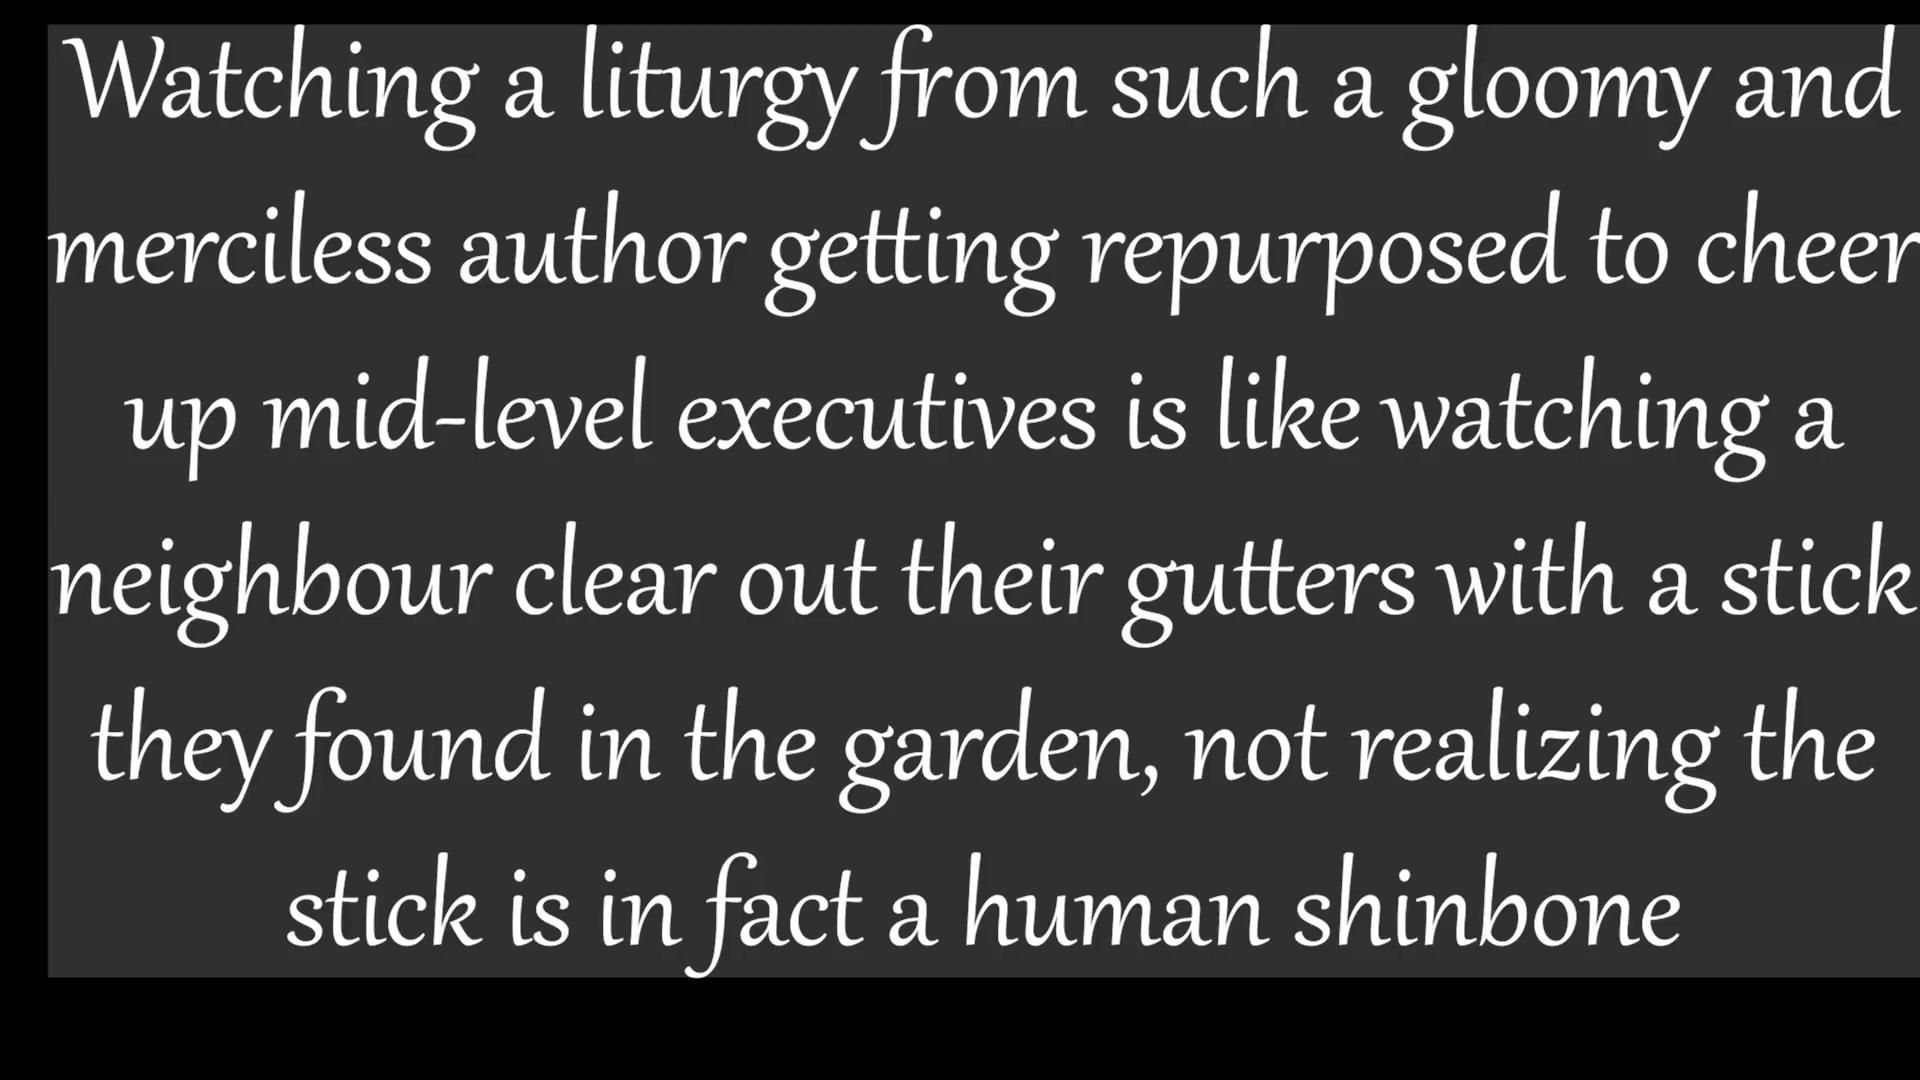 Watching a liturgy from such a gloomy and
merciless author getting repurposed to cheer
up mid-level executives is like watching a
neighbour clear out their gutters with a stick
they found in the garden, not realizing the
stick is in fact a human shinbone